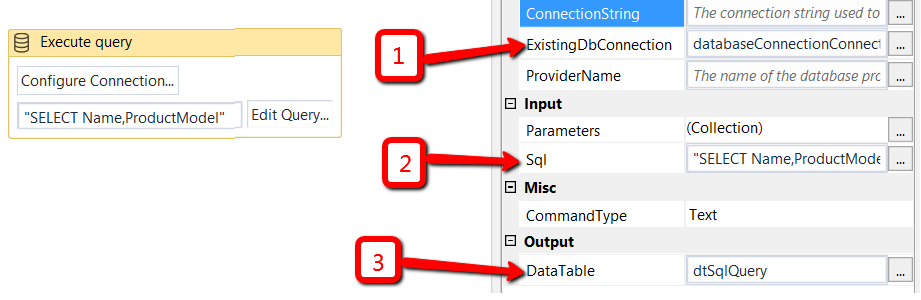 Execute query
Configure Connection...
"SELECT Name,ProductModel"
Edit Query...
1
2
3
ConnectionString
The connection string used to
...
ExistingDbConnection
databaseConnectionConnect
...
ProviderName
The name of the database pro
...
Input
Parameters
(Collection)
...
Sql
"SELECT Name,ProductMode
...
Misc
CommandType
Text
Output
DataTable
dtSqlQuery
...